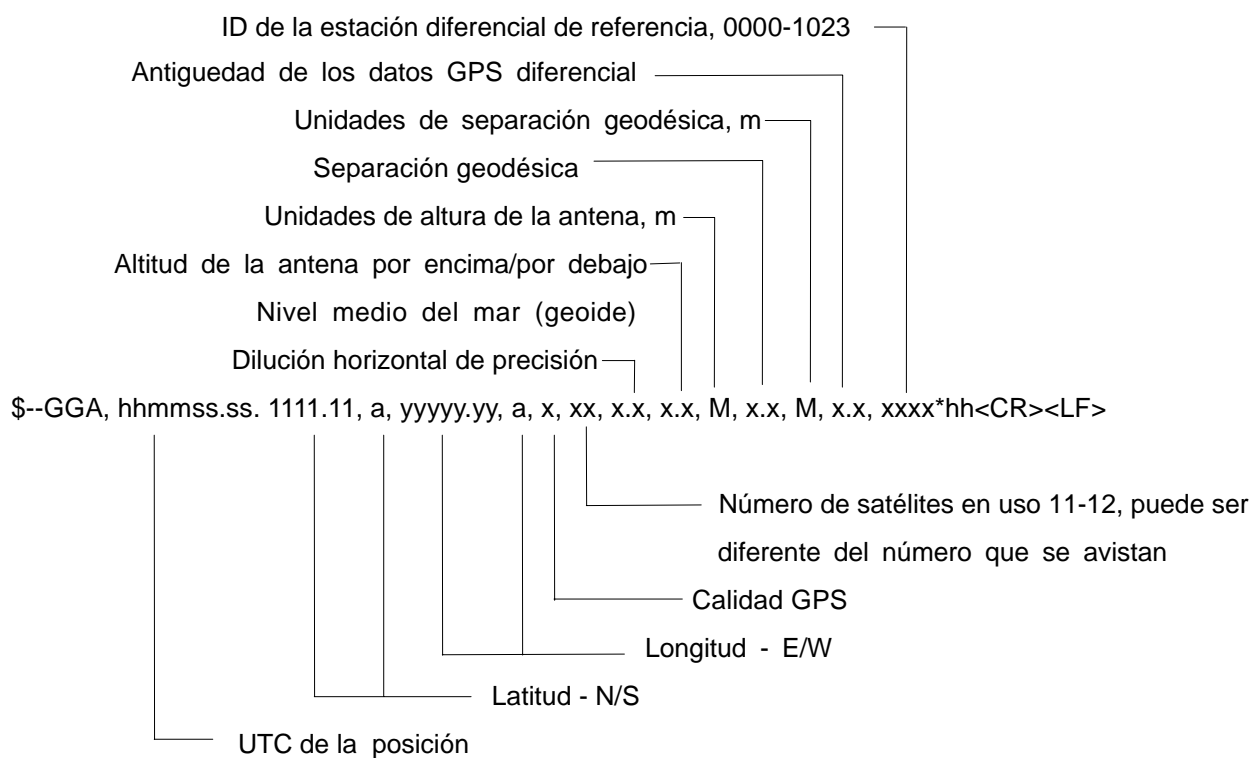 ID de la estación diferencial de referencia, 0000-1023
Antiguedad de los datos GPS diferencial
Unidades de separación geodésica, m
Separación geodésica
Unidades de altura de la antena, m
Altitud de la antena por encima/por debajo
Nivel medio del mar (geoide)
Dilución horizontal de precisión
$--GGA, hhmmss.ss. 1111.11, a, yyyyy.yy, a, x, xx, x.x, x.x, M, x.x, M, x.x, xxxx*hh<CR><LF>
Número de satélites en uso 11-12, puede ser
diferente del número que se avistan
Calidad GPS
Longitud - E/W
Latitud - N/S
UTC de la posición